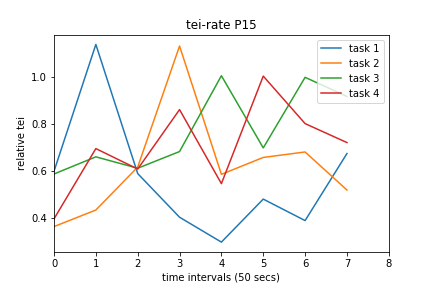 tei-rate P15
task 1
task 2
task 3
task 4
relative tei
1.0
0.8
0.6
0.4
0 1 2 3 4 5 6 7 8
time intervals (50 secs)